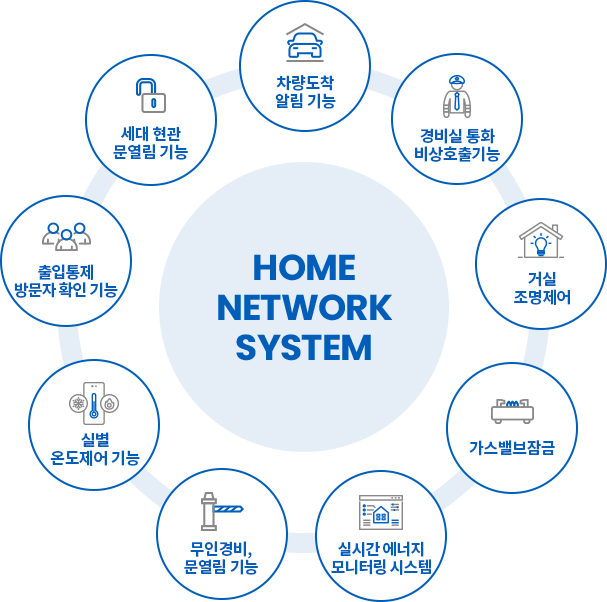 차량도착
알림 기능
경비실 통화
비상호출기능
거실
조명제어
가스밸브잠금
실시간 에너지
모니터링 시스템
무인경비,
문열림 기능
실별
온도제어 기능
출입통제
방문자 확인 기능
세대 현관
문열림 기능
HOME
NETWORK
SYSTEM